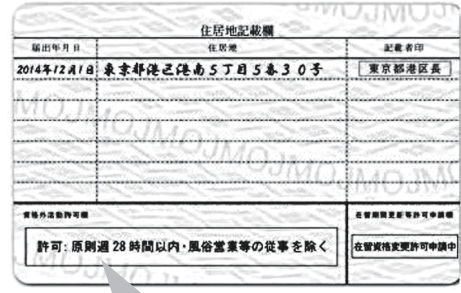 住居地記載欄
届出年月日 住居地 記載者印
2014年12月1日 東京都港区港南5丁目5番30号 東京都港区長
資格外活動許可欄 在留期間更新等許可申請欄
許可:原則週28時間以内・風俗営業等の従事を除く 在留資格変更許可申請中
MOJMOJMOJMOJMOJ